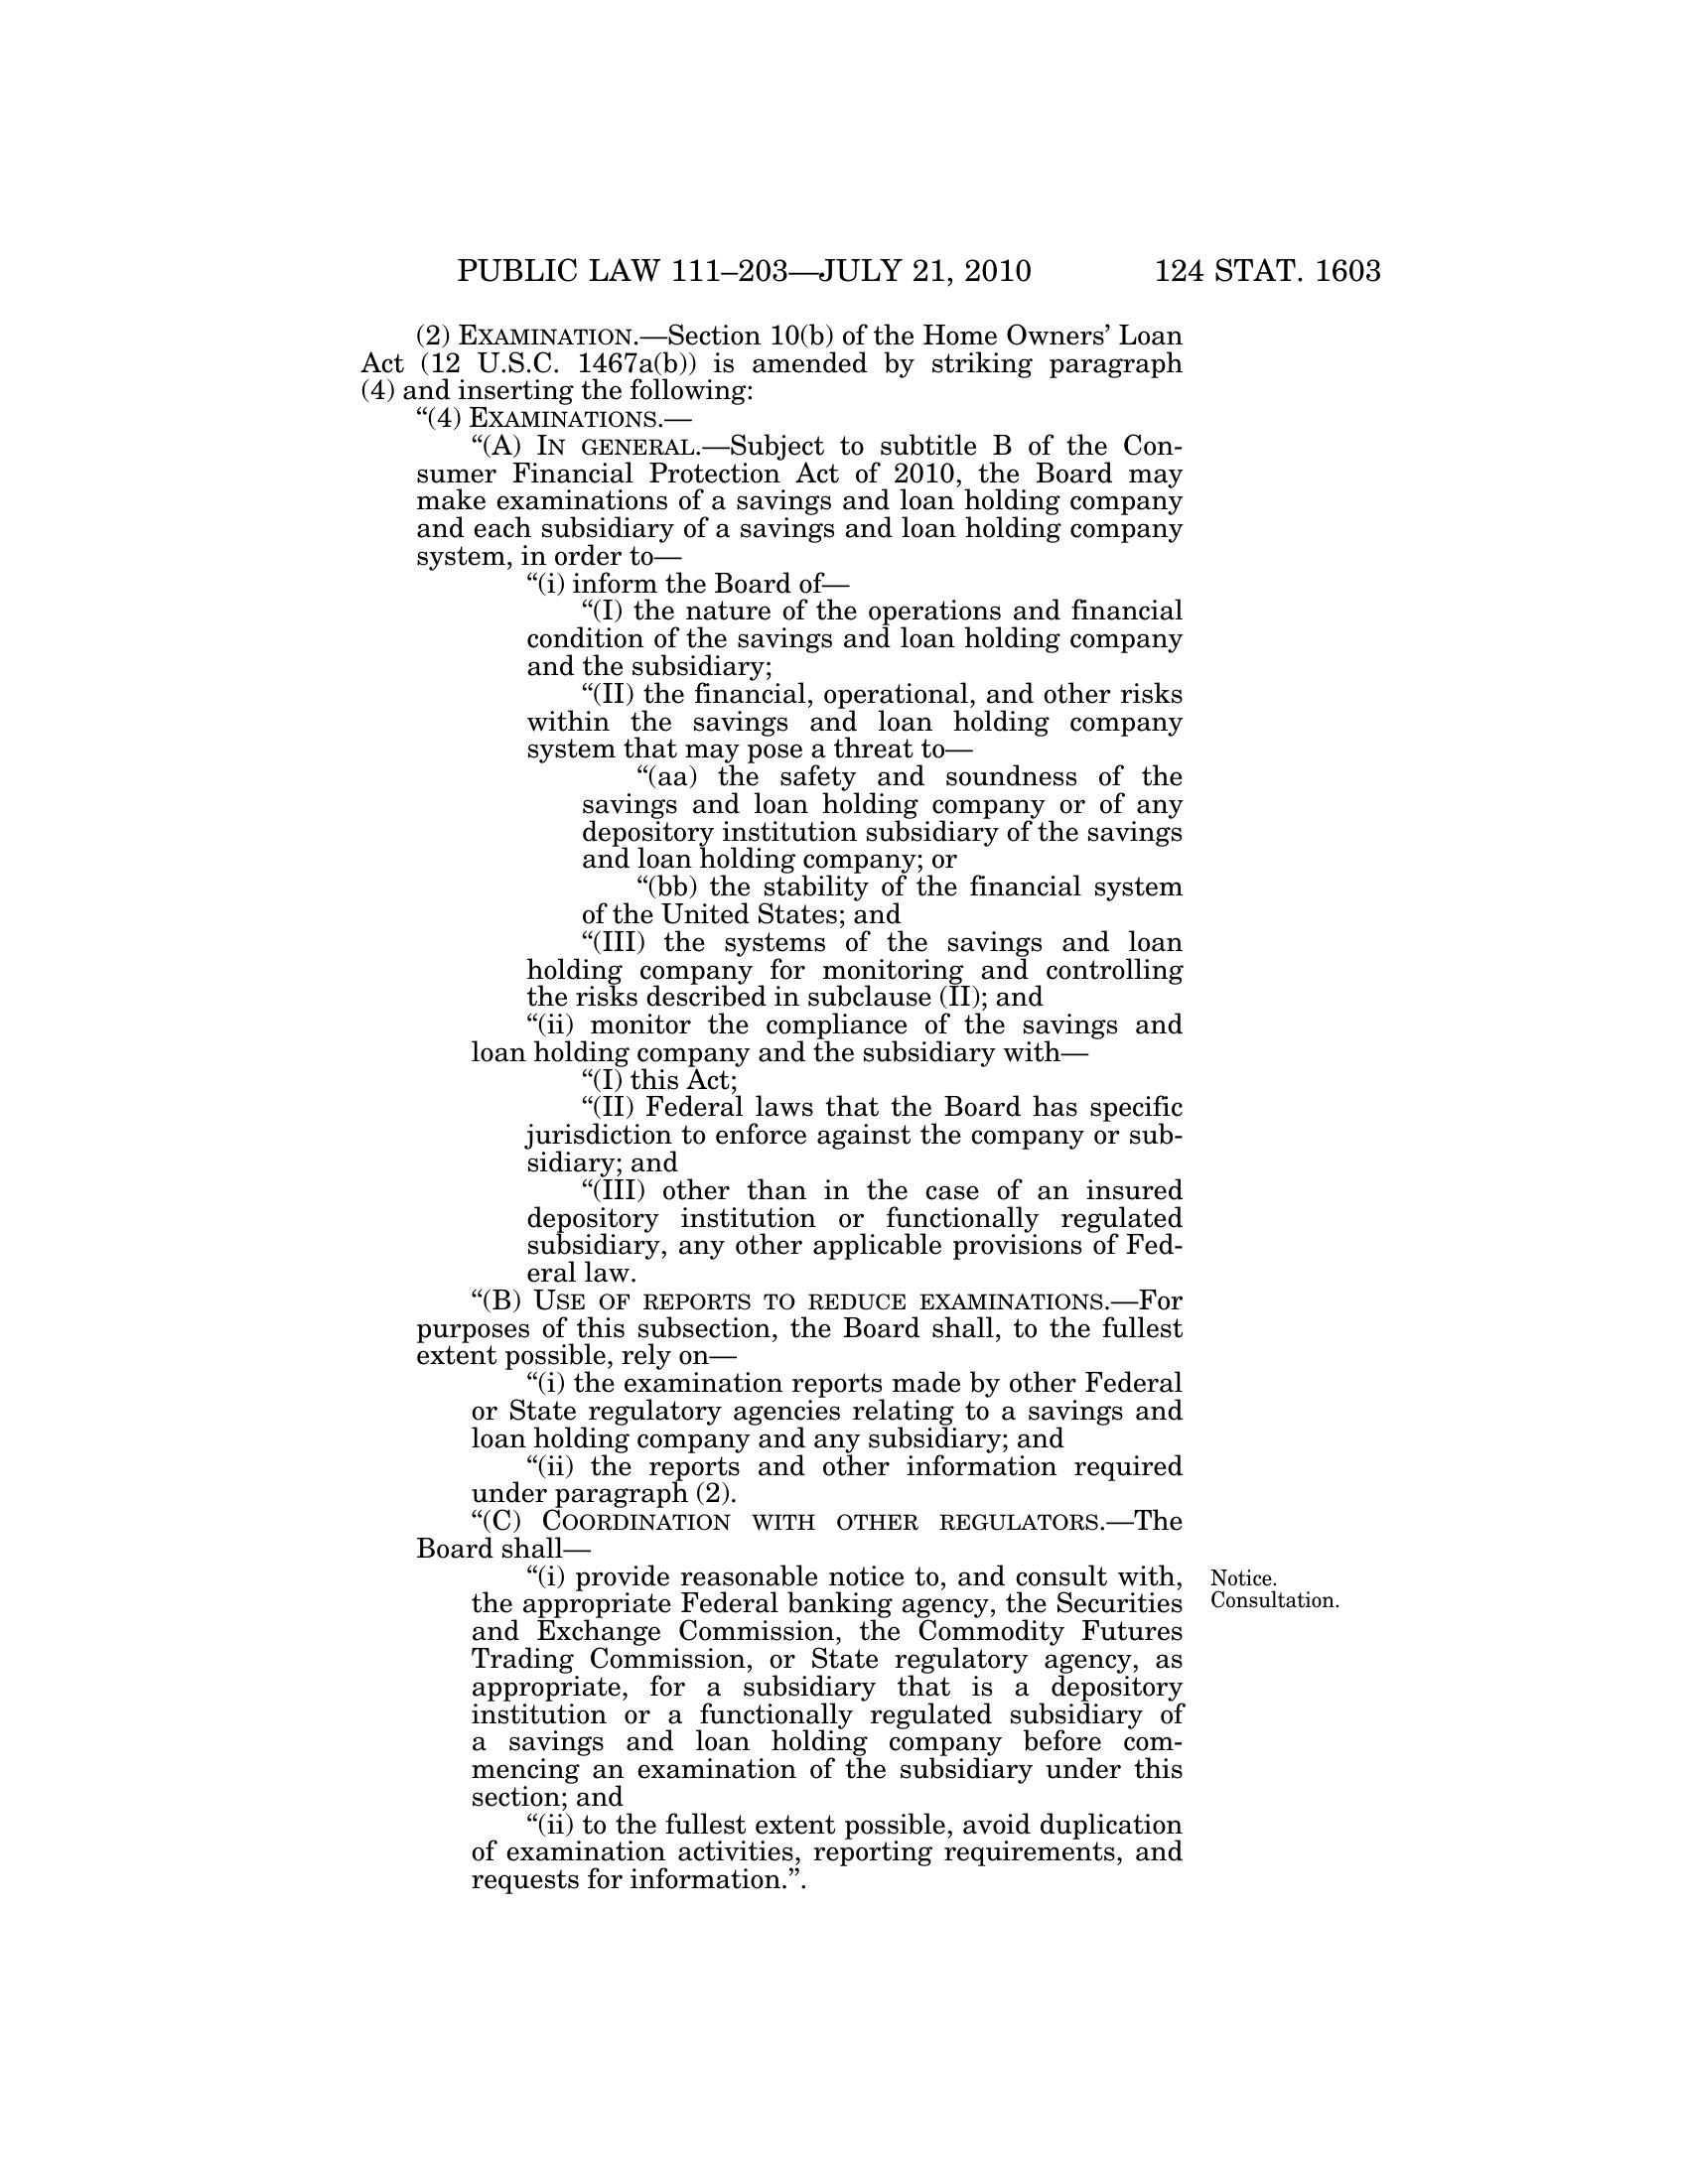 PUBLIC LAW 111–203—JULY 21, 2010 124 STAT. 1603
(2) EXAMINATION.—Section 10(b) of the Home Owners’ Loan
Act (12 U.S.C. 1467a(b)) is amended by striking paragraph
(4) and inserting the following:
“(4) EXAMINATIONS.—
“(A) IN GENERAL.—Subject to subtitle B of the Con-
sumer Financial Protection Act of 2010, the Board may
make examinations of a savings and loan holding company
and each subsidiary of a savings and loan holding company
system, in order to—
“(i) inform the Board of—
“(I) the nature of the operations and financial
condition of the savings and loan holding company
and the subsidiary;
“(II) the financial, operational, and other risks
within the savings and loan holding company
system that may pose a threat to—
“(aa) the safety and soundness of the
savings and loan holding company or of any
depository institution subsidiary of the savings
and loan holding company; or
“(bb) the stability of the financial system
of the United States; and
“(III) the systems of the savings and loan
holding company for monitoring and controlling
the risks described in subclause (II); and
“(ii) monitor the compliance of the savings and
loan holding company and the subsidiary with—
“(I) this Act;
“(II) Federal laws that the Board has specific
jurisdiction to enforce against the company or sub-
sidiary; and
“(III) other than in the case of an insured
depository institution or functionally regulated
subsidiary, any other applicable provisions of Fed-
eral law.
“(B) USE OF REPORTS TO REDUCE EXAMINATIONS.—For
purposes of this subsection, the Board shall, to the fullest
extent possible, rely on—
“(i) the examination reports made by other Federal
or State regulatory agencies relating to a savings and
loan holding company and any subsidiary; and
“(ii) the reports and other information required
under paragraph (2).
“(C) COORDINATION WITH OTHER REGULATORS.—The
Board shall—
“(i) provide reasonable notice to, and consult with,
the appropriate Federal banking agency, the Securities
and Exchange Commission, the Commodity Futures
Trading Commission, or State regulatory agency, as
appropriate, for a subsidiary that is a depository
institution or a functionally regulated subsidiary of
a savings and loan holding company before com-
mencing an examination of the subsidiary under this
section; and
“(ii) to the fullest extent possible, avoid duplication
of examination activities, reporting requirements, and
requests for information.”.
Notice.
Consultation.